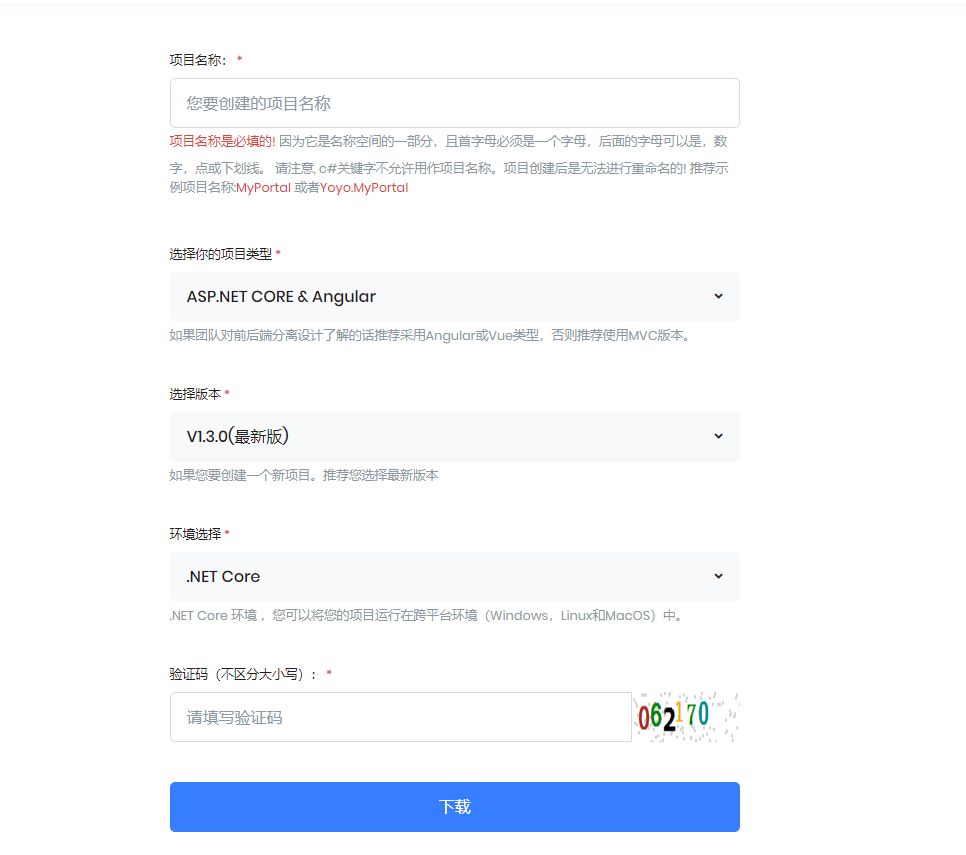 项目名称： *
您要创建的项目名称
项目名称是必填的! 因为它是名称空间的一部分，且首字母必须是一个字母，后面的字母可以是，数
字，点或下划线。 请注意, c#关键字不允许用作项目名称。项目创建后是无法进行重命名的! 推荐示
例项目名称:MyPortal 或者Yoyo.MyPortal
选择你的项目类型 *
ASP.NET CORE & Angular
如果团队对前后端分离设计了解的话推荐采用Angular或Vue类型，否则推荐使用MVC版本。
选择版本 *
V1.3.0(最新版)
如果您要创建一个新项目。推荐您选择最新版本
环境选择 *
.NET Core
.NET Core 环境 ，您可以将您的项目运行在跨平台环境（Windows，Linux和MacOS）中。
验证码（不区分大小写）： *
请填写验证码
062170
下载